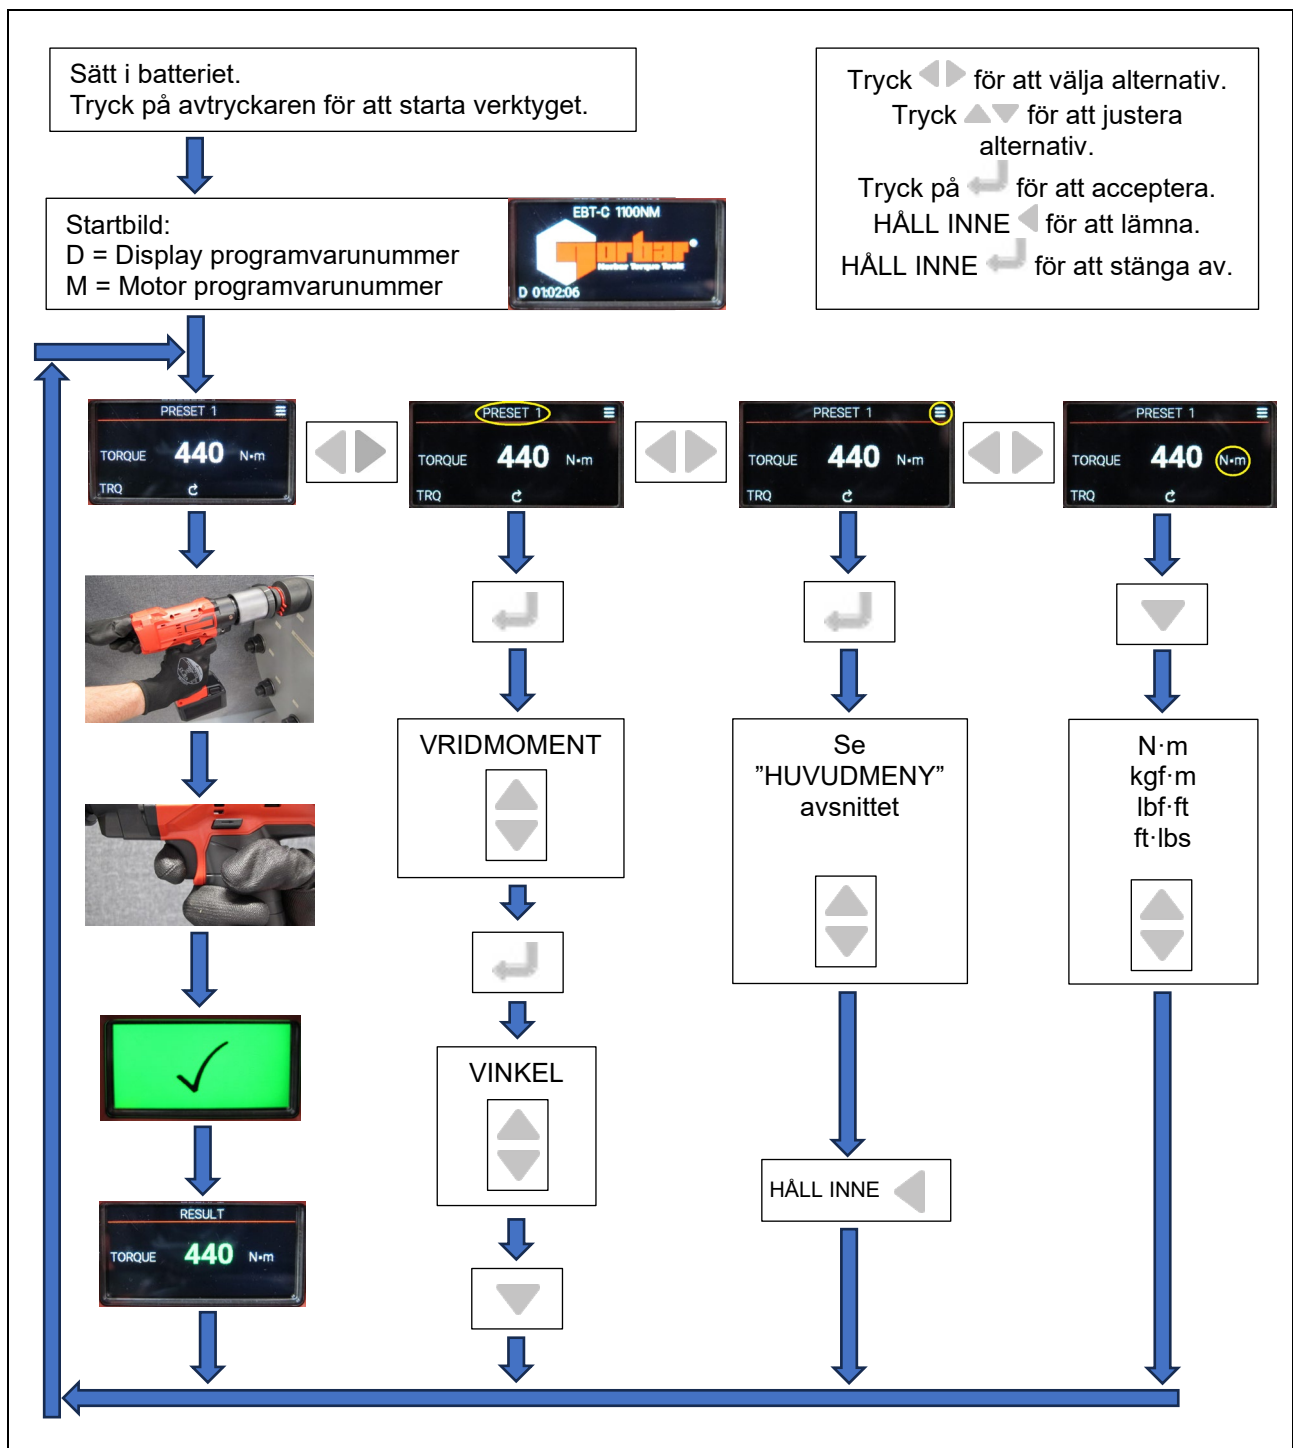 Sätt i batteriet.
Tryck på avtryckaren för att starta verktyget.
Tryck för att välja alternativ.
Tryck för att justera
alternativ.
Tryck på för att acceptera.
HÅLL INNE för att lämna.
HÅLL INNE för att stänga av.
Startbild:
D = Display programvarunummer
M = Motor programvarunummer
EBT-C 1100NM
norbar
Norbar Torque Tools
D 01:02:06
PRESET 1
TORQUE 440 N•m
TRQ
PRESET 1
TORQUE 440 N•m
TRQ
PRESET 1
TORQUE 440 N•m
TRQ
PRESET 1
TORQUE 440 N•m
TRQ
VRIDMOMENT
VINKEL
Se
”HUVUDMENY”
avsnittet
HÅLL INNE
N·m
kgf·m
lbf·ft
ft·lbs
RESULT
TORQUE 440 N•m